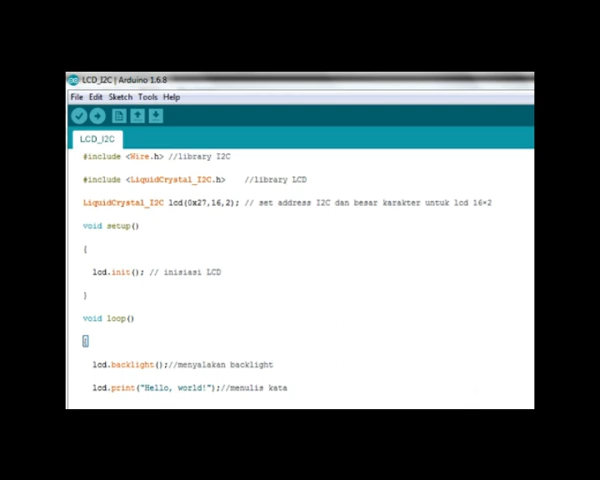 LCD_I2C | Arduino 1.6.8
File Edit Sketch Tools Help
LCD_I2C
#include <Wire.h> //library I2C
#include <LiquidCrystal_I2C.h> //library LCD
LiquidCrystal_I2C lcd(0x27,16,2); // set address I2C dan besar karakter untuk lcd 16*2
void setup()
{
lcd.init(); // inisiasi LCD
}
void loop()
{
lcd.backlight();//menyalakan backlight
lcd.print("Hello, world!");//menulis kata